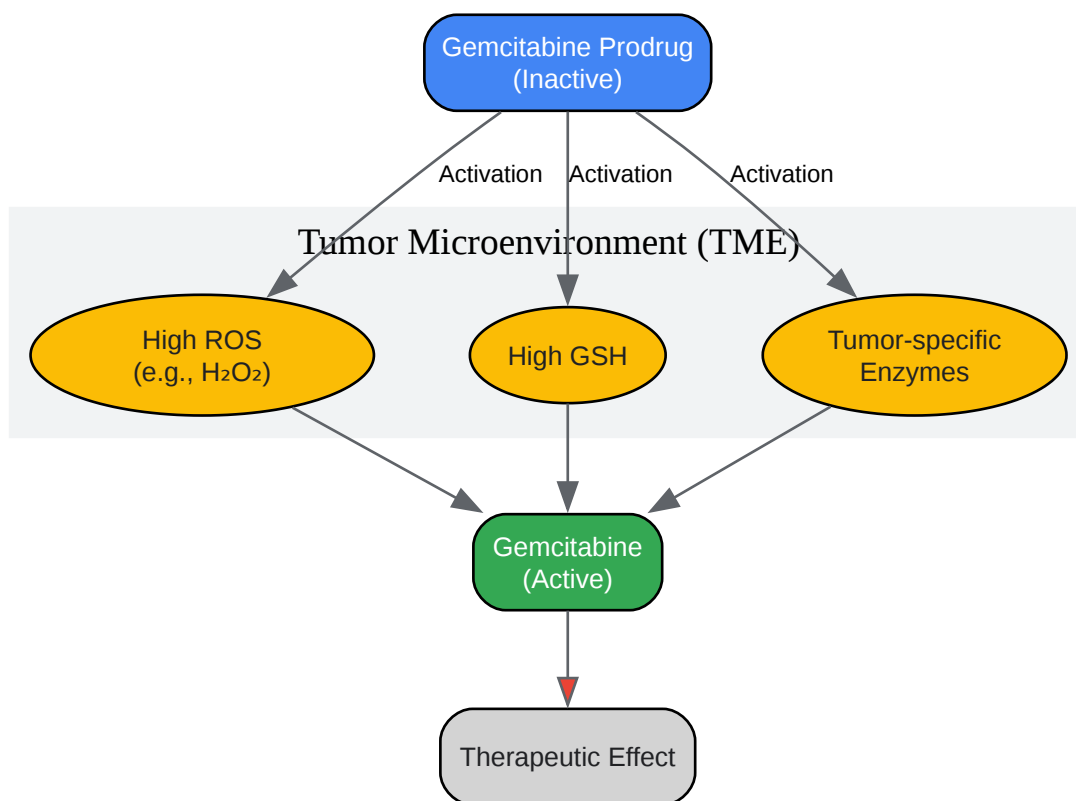 Gemcitabine Prodrug
(Inactive)
Activation
Activation
Activation
Tumor Microenvironment (TME)
High ROS
(e.g., H₂O₂)
High GSH
Tumor-specific
Enzymes
Gemcitabine
(Active)
Therapeutic Effect